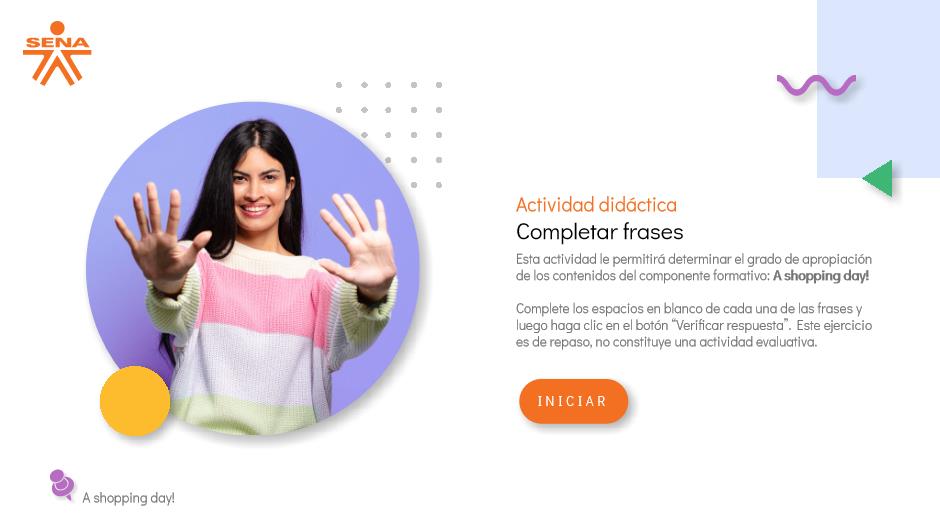 SENA
Actividad didáctica
Completar frases
Esta actividad le permitirá determinar el grado de apropiación
de los contenidos del componente formativo: A shopping day!
Complete los espacios en blanco de cada una de las frases y
luego haga clic en el botón “Verificar respuesta”. Este ejercicio
es de repaso, no constituye una actividad evaluativa.
INICIAR
A shopping day!